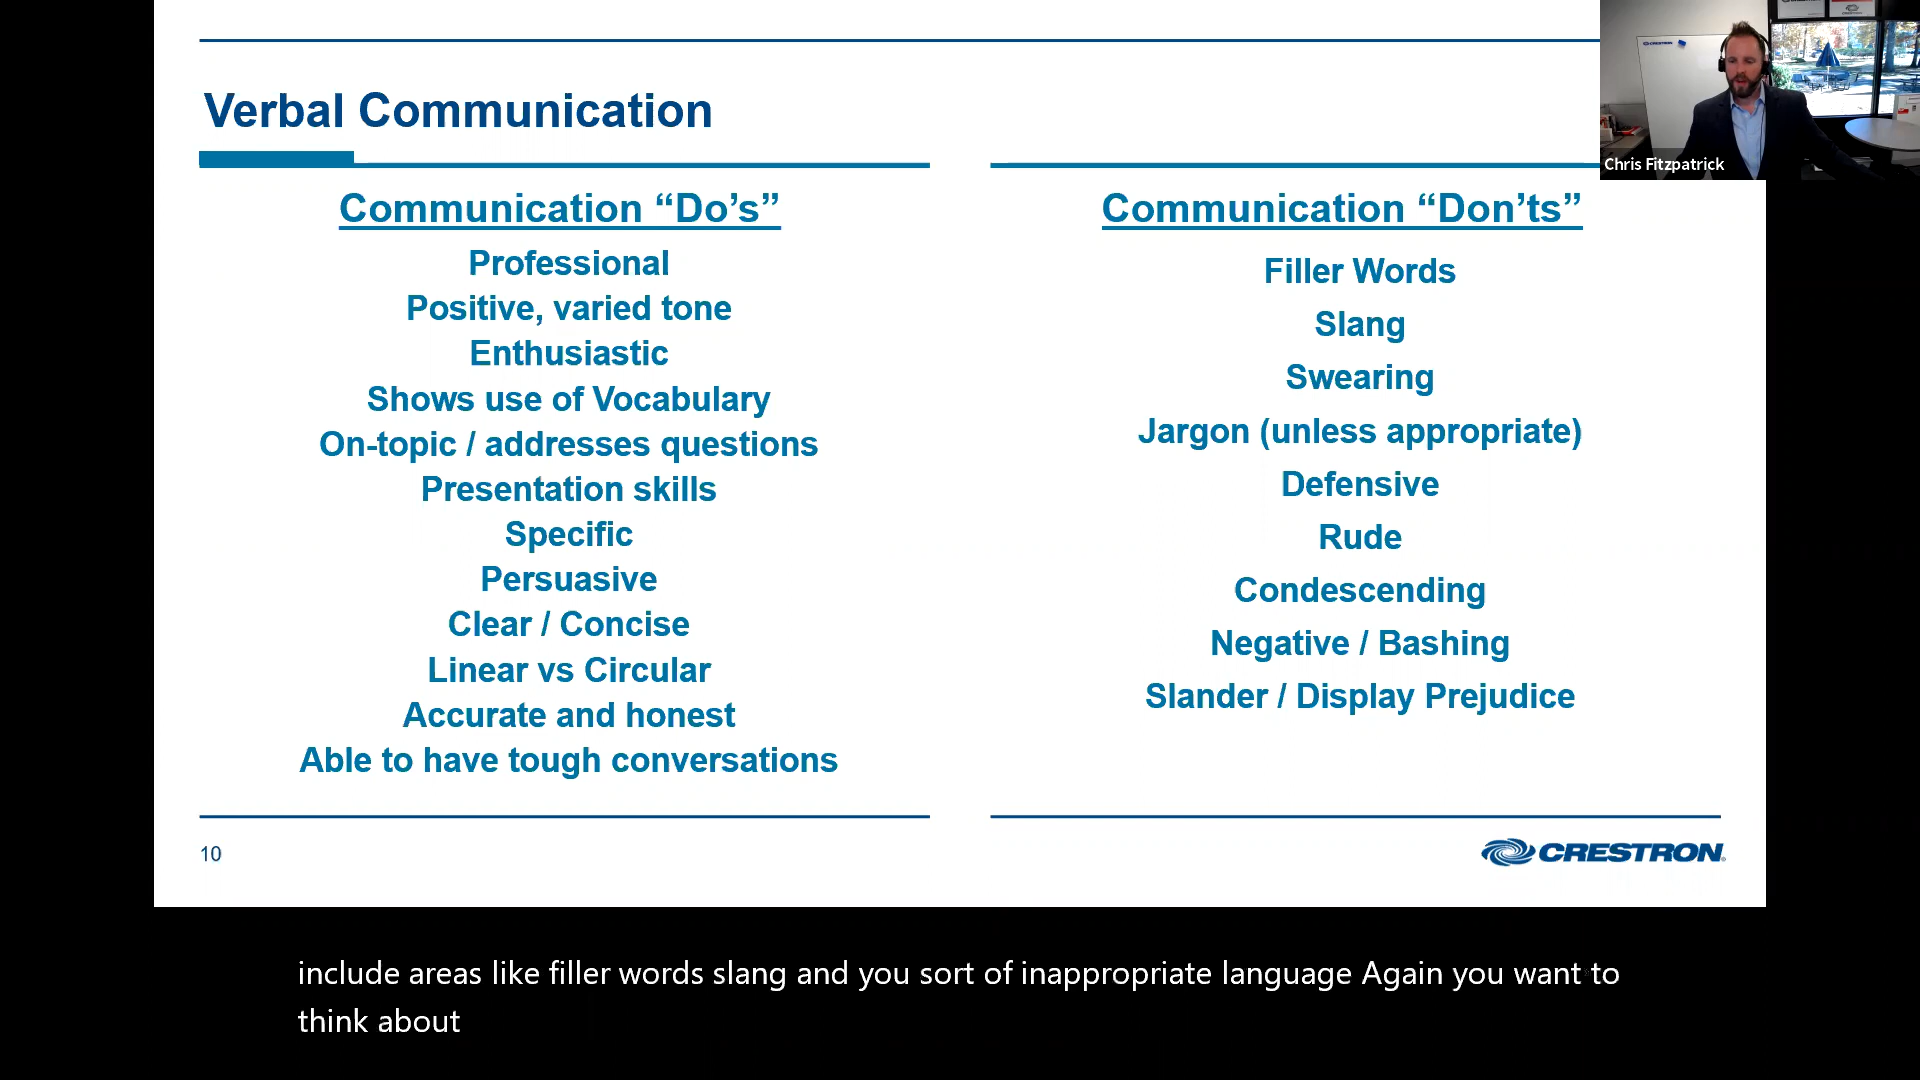 Verbal Communication
Communication “Do’s”
Professional
Positive, varied tone
Enthusiastic
Shows use of Vocabulary
On-topic / addresses questions
Presentation skills
Specific
Persuasive
Clear / Concise
Linear vs Circular
Accurate and honest
Able to have tough conversations
Communication “Don’ts”
Filler Words
Slang
Swearing
Jargon (unless appropriate)
Defensive
Rude
Condescending
Negative / Bashing
Slander / Display Prejudice
10
CRESTRON
Chris Fitzpatrick
include areas like filler words slang and you sort of inappropriate language Again you want to
think about